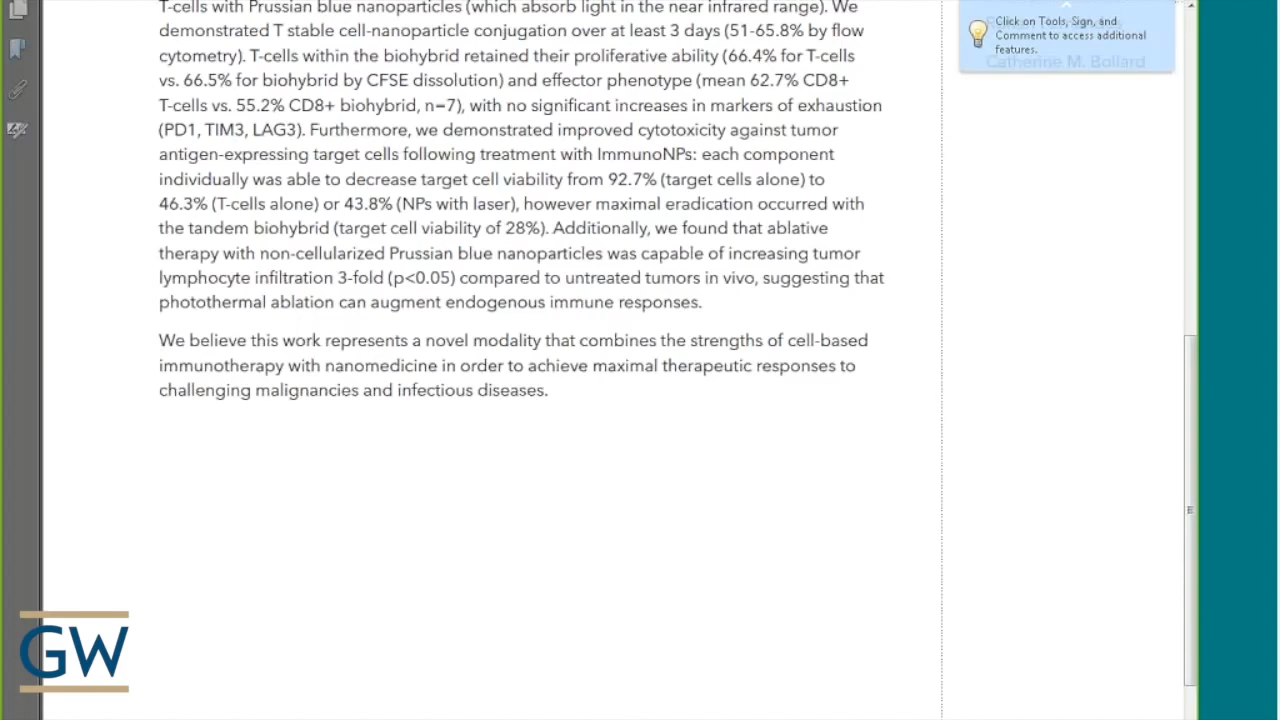 T-cells with Prussian blue nanoparticles (which absorb light in the near infrared range). We
demonstrated T stable cell-nanoparticle conjugation over at least 3 days (51-65.8% by flow
cytometry). T-cells within the biohybrid retained their proliferative ability (66.4% for T-cells
vs. 66.5% for biohybrid by CFSE dissolution) and effector phenotype (mean 62.7% CD8+
T-cells vs. 55.2% CD8+ biohybrid, n=7), with no significant increases in markers of exhaustion
(PD1, TIM3, LAG3). Furthermore, we demonstrated improved cytotoxicity against tumor
antigen-expressing target cells following treatment with ImmunoNPs: each component
individually was able to decrease target cell viability from 92.7% (target cells alone) to
46.3% (T-cells alone) or 43.8% (NPs with laser), however maximal eradication occurred with
the tandem biohybrid (target cell viability of 28%). Additionally, we found that ablative
therapy with non-cellularized Prussian blue nanoparticles was capable of increasing tumor
lymphocyte infiltration 3-fold (p<0.05) compared to untreated tumors in vivo, suggesting that
photothermal ablation can augment endogenous immune responses.
We believe this work represents a novel modality that combines the strengths of cell-based
immunotherapy with nanomedicine in order to achieve maximal therapeutic responses to
challenging malignancies and infectious diseases.
Click on Tools, Sign, and
Comment to access additional
features.
Catherine M. Bollard
GW